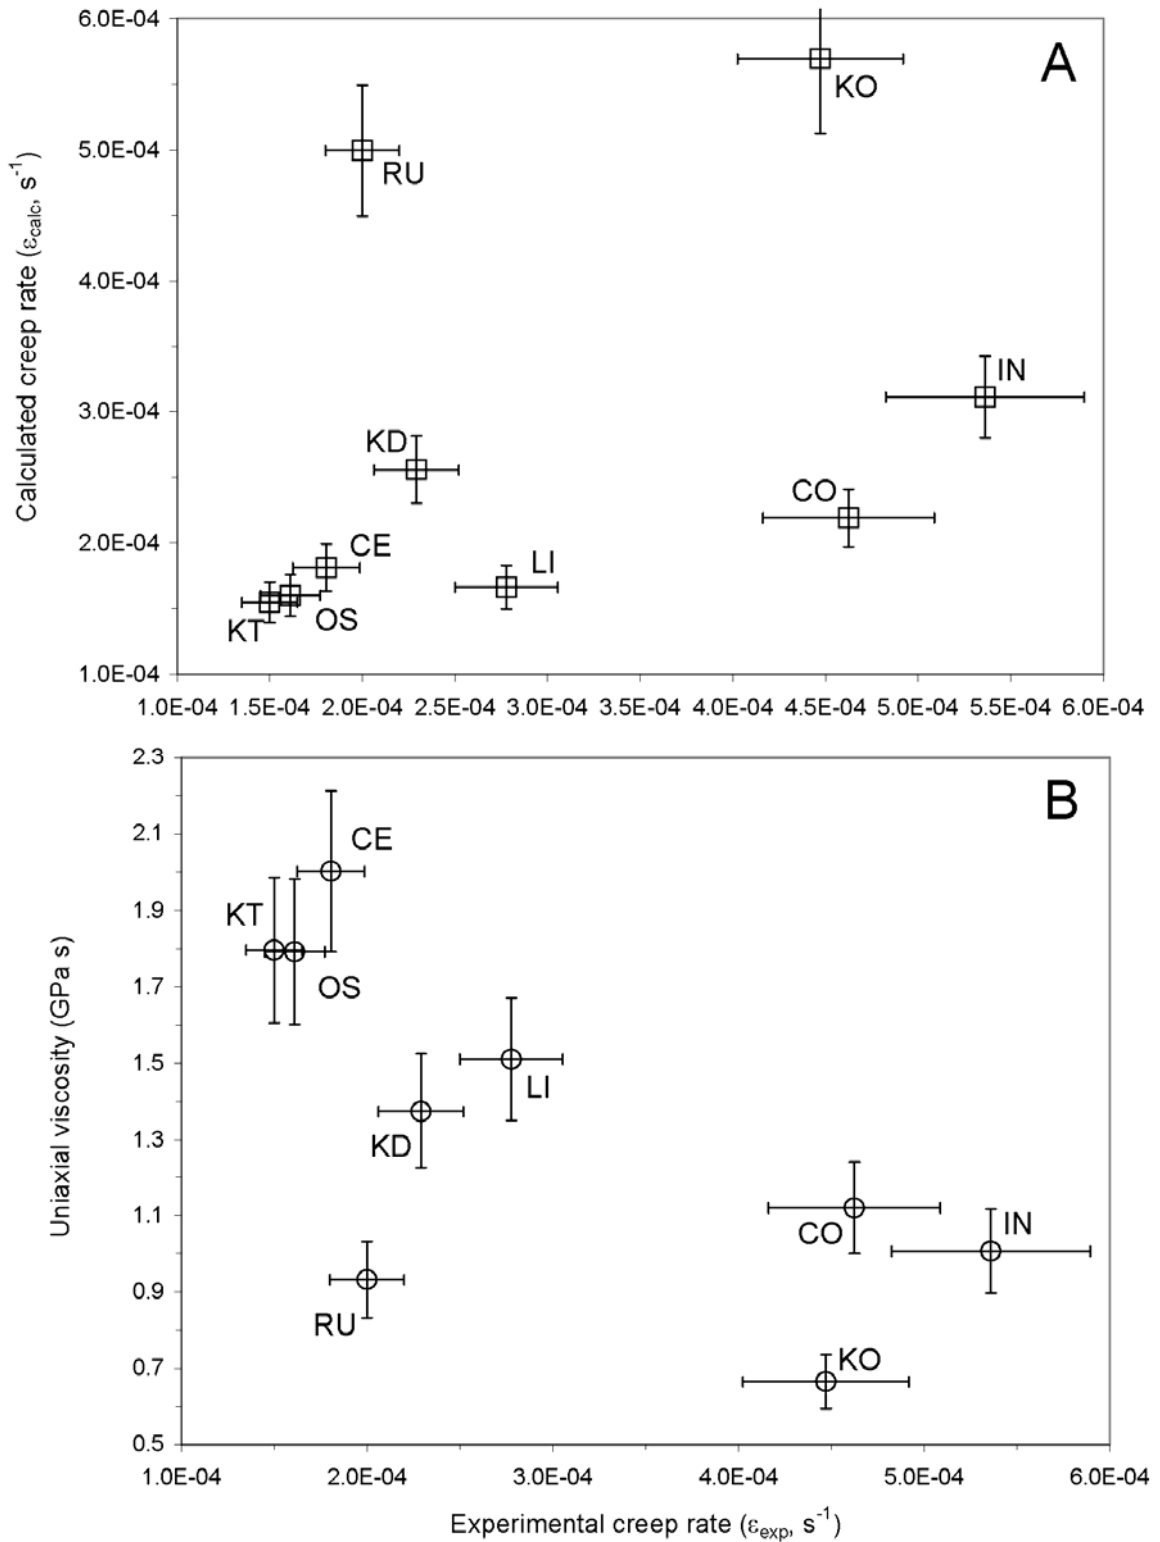 6.0E-04
A
KO
5.0E-04
RU
Calculated creep rate (εcalc, s-1)
4.0E-04
IN
3.0E-04
KD
CO
2.0E-04
CE
LI
OS
KT
1.0E-04
1.0E-04 1.5E-04 2.0E-04 2.5E-04 3.0E-04 3.5E-04 4.0E-04 4.5E-04 5.0E-04 5.5E-04 6.0E-04
2.3
B
2.1
CE
1.9
KT
1.7
OS
Uniaxial viscosity (GPa s)
1.5
LI
1.3
KD
1.1
CO
IN
0.9
RU
0.7
KO
0.5
1.0E-04 2.0E-04 3.0E-04 4.0E-04 5.0E-04 6.0E-04
Experimental creep rate (εexp, s-1)